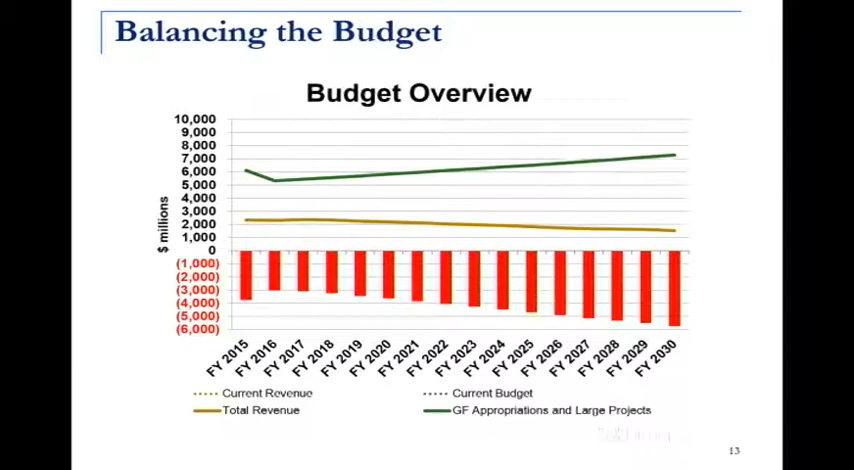 Balancing the Budget
Budget Overview
10,000
9,000
8,000
7,000
6,000
5,000
4,000
3,000
2,000
1,000
0
(1,000)
(2,000)
(3,000)
(4,000)
(5,000)
(6,000)
$ millions
FY 2015
FY 2016
FY 2017
FY 2018
FY 2019
FY 2020
FY 2021
FY 2022
FY 2023
FY 2024
FY 2025
FY 2026
FY 2027
FY 2028
FY 2029
FY 2030
Current Revenue
Current Budget
Total Revenue
GF Appropriations and Large Projects
13